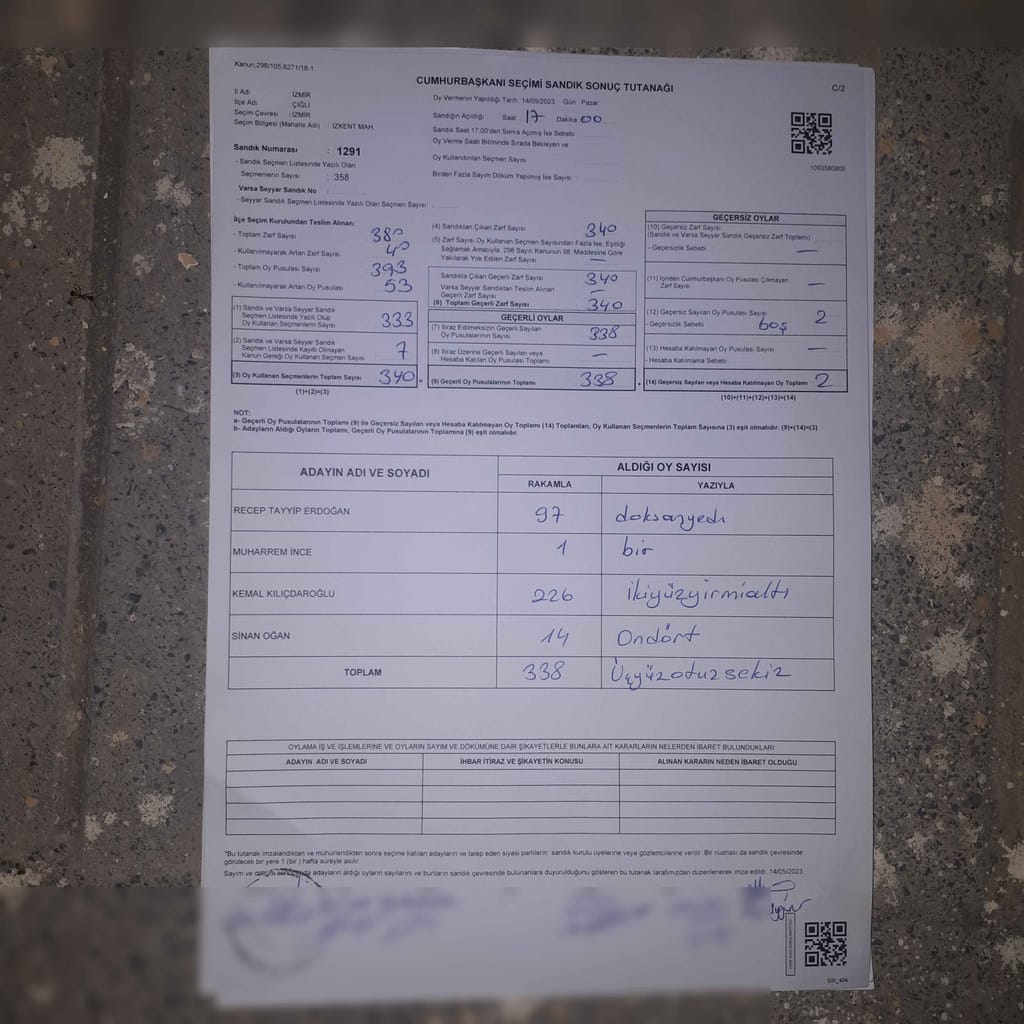 Kanun;298/105;6271/18-1
CUMHURBAŞKANI SEÇİMİ SANDIK SONUÇ TUTANAĞI
C/2
İl Adı : İZMİR
İlçe Adı : ÇİĞLİ
Seçim Çevresi : İZMİR
Seçim Bölgesi (Mahalle Adı) : İZKENT MAH.
Sandık Numarası : 1291
- Sandık Seçmen Listesinde Yazılı Olan
Seçmenlerin Sayısı : 358
Varsa Seyyar Sandık No :
- Seyyar Sandık Seçmen Listesinde Yazılı Olan Seçmen Sayısı :
Oy Vermenin Yapıldığı Tarih :14/05/2023 Gün : Pazar
Sandığın Açıldığı Saat 17 Dakika 00
Sandık Saat 17:00'den Sonra Açılmış İse Sebebi
Oy Verme Saati Bitiminde Sırada Bekleyen ve
Oy Kullandırılan Seçmen Sayısı
Birden Fazla Sayım Döküm Yapılmış İse Sayısı :
1093580809
İlçe Seçim Kurulundan Teslim Alınan:
- Toplam Zarf Sayısı 380
- Kullanılmayarak Artan Zarf Sayısı 40
- Toplam Oy Pusulası Sayısı 393
- Kullanılmayarak Artan Oy Pusulası 53
(1) Sandık ve Varsa Seyyar Sandık
Seçmen Listesinde Yazılı Olup
Oy Kullanan Seçmenlerin Sayısı 333
(2) Sandık ve Varsa Seyyar Sandık
Seçmen Listesinde Kayıtlı Olmayan
Kanun Gereği Oy Kullanan Seçmen Sayısı 7
(3) Oy Kullanan Seçmenlerin Toplam Sayısı 340
(1)+(2)=(3)
(4) Sandıktan Çıkan Zarf Sayısı 340
(5) Zarf Sayısı Oy Kullanan Seçmen Sayısından Fazla İse, Eşitliği
Sağlamak Amacıyla; 298 Sayılı Kanunun 98. Maddesine Göre
Yakılarak Yok Edilen Zarf Sayısı —
Sandıkta Çıkan Geçerli Zarf Sayısı 340
Varsa Seyyar Sandıktan Teslim Alınan
Geçerli Zarf Sayısı —
(6) Toplam Geçerli Zarf Sayısı 340
GEÇERLİ OYLAR
(7) İtiraz Edilmeksizin Geçerli Sayılan
Oy Pusulalarının Sayısı 338
(8) İtiraz Üzerine Geçerli Sayılan veya
Hesaba Katılan Oy Pusulası Toplamı —
(9) Geçerli Oy Pusulalarının Toplamı 338
GEÇERSİZ OYLAR
(10) Geçersiz Zarf Sayısı
(Sandık ve Varsa Seyyar Sandık Geçersiz Zarf Toplamı)
- Geçersizlik Sebebi —
(11) İçinden Cumhurbaşkanı Oy Pusulası Çıkmayan
Zarf Sayısı —
(12) Geçersiz Sayılan Oy Pusulası Sayısı 2
- Geçersizlik Sebebi boş
(13) Hesaba Katılmayan Oy Pusulası Sayısı —
- Hesaba Katılmama Sebebi
(14) Geçersiz Sayılan veya Hesaba Katılmayan Oy Toplamı 2
(10)+(11)+(12)+(13)=(14)
NOT:
a- Geçerli Oy Pusulalarının Toplamı (9) ile Geçersiz Sayılan veya Hesaba Katılmayan Oy Toplamı (14) Toplamları, Oy Kullanan Seçmenlerin Toplam Sayısına (3) eşit olmalıdır. (9)+(14)=(3)
b- Adayların Aldığı Oyların Toplamı, Geçerli Oy Pusulalarının Toplamına (9) eşit olmalıdır.
ADAYIN ADI VE SOYADI
ALDIĞI OY SAYISI
RAKAMLA YAZIYLA
RECEP TAYYİP ERDOĞAN 97 doksanyedi
MUHARREM İNCE 1 bir
KEMAL KILIÇDAROĞLU 226 ikiyüzyirmialtı
SİNAN OĞAN 14 Ondört
TOPLAM 338 Üçyüzotuzsekiz
OYLAMA İŞ VE İŞLEMLERİNE VE OYLARIN SAYIM VE DÖKÜMÜNE DAİR ŞİKAYETLERLE BUNLARA AİT KARARLARIN NELERDEN İBARET BULUNDUKLARI
ADAYIN ADI VE SOYADI İHBAR İTİRAZ VE ŞİKAYETİN KONUSU ALINAN KARARIN NEDEN İBARET OLDUĞU
*Bu tutanak imzalandıktan ve mühürlendikten sonra seçime katılan adayların ve talep eden siyasi partilerin sandık kurulu üyelerine veya gözlemcilerine verilir. Bir nüshası da sandık çevresinde
görülecek bir yere 1 (bir) hafta süreyle asılır.
Sayım ve döküm sonucunda adayların aldığı oyların sayılarını ve bunların sandık çevresinde bulunanlara duyurulduğunu gösteren bu tutanak tarafımızdan düzenlenerek imza edildi. 14/05/2023